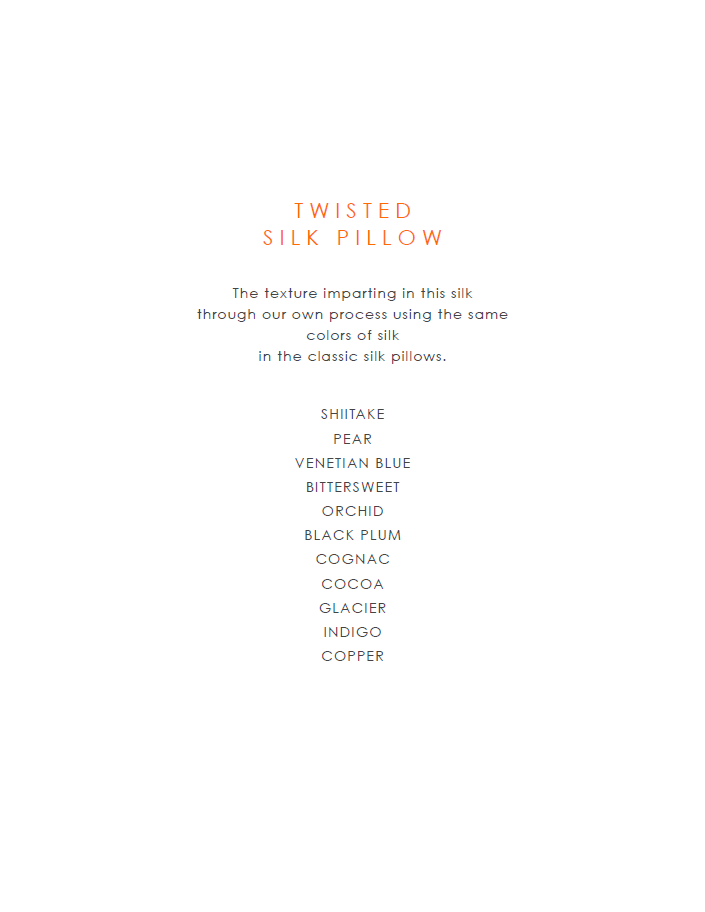 TWISTED
SILK PILLOW
The texture imparting in this silk
through our own process using the same
colors of silk
in the classic silk pillows.
SHIITAKE
PEAR
VENETIAN BLUE
BITTERSWEET
ORCHID
BLACK PLUM
COGNAC
COCOA
GLACIER
INDIGO
COPPER